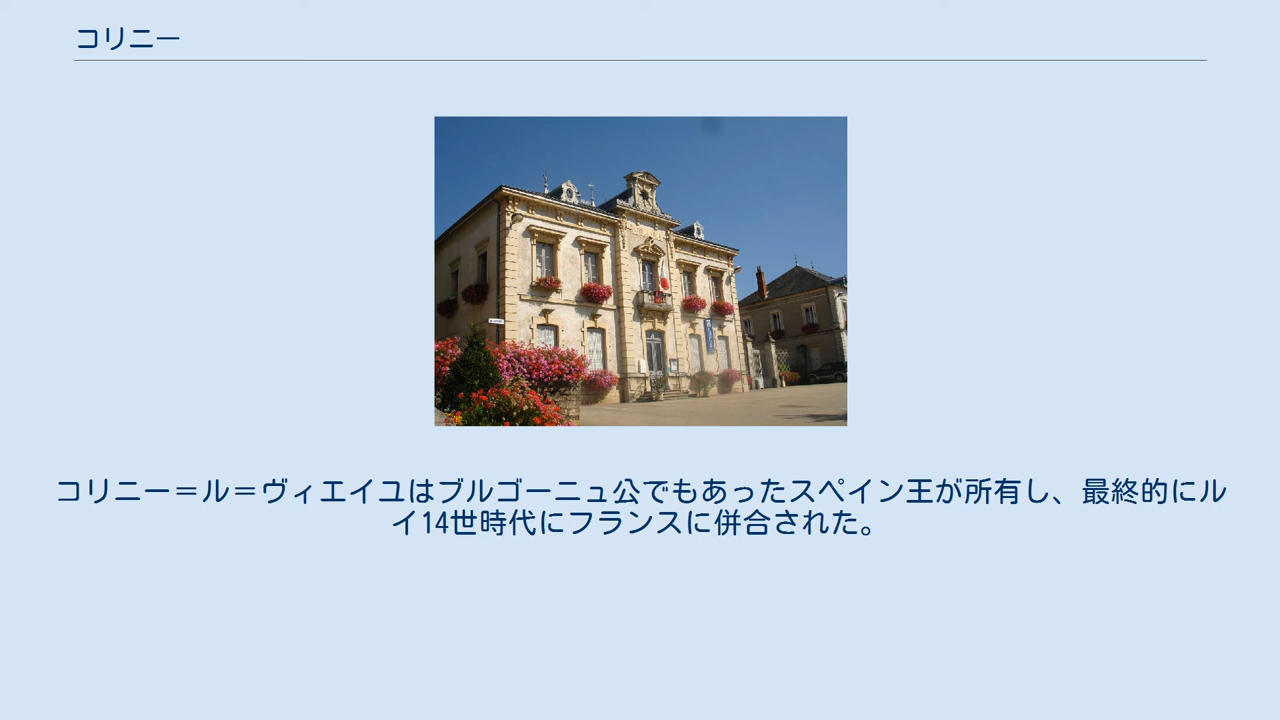 コリニー
コリニー＝ル＝ヴィエイユはブルゴーニュ公でもあったスペイン王が所有し、最終的にル
イ14世時代にフランスに併合された。